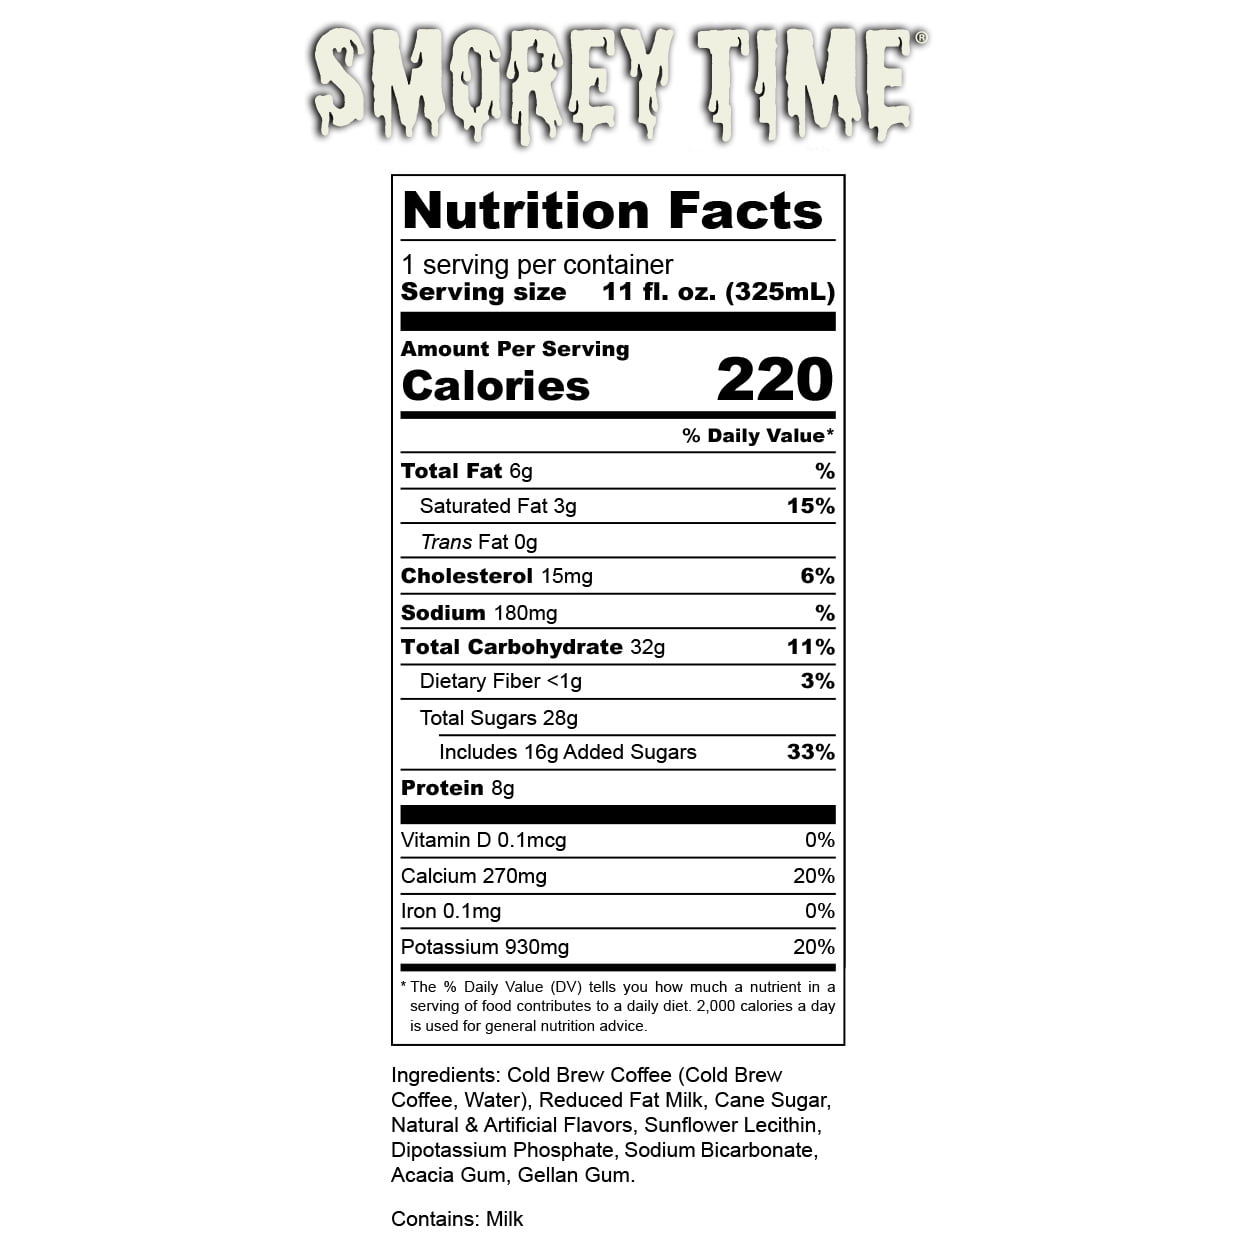 SMOREY TIME®
Nutrition Facts
1 serving per container
Serving size 11 fl. oz. (325mL)
Amount Per Serving
Calories 220
% Daily Value*
Total Fat 6g %
Saturated Fat 3g 15%
Trans Fat 0g
Cholesterol 15mg 6%
Sodium 180mg %
Total Carbohydrate 32g 11%
Dietary Fiber <1g 3%
Total Sugars 28g
Includes 16g Added Sugars 33%
Protein 8g
Vitamin D 0.1mcg 0%
Calcium 270mg 20%
Iron 0.1mg 0%
Potassium 930mg 20%
* The % Daily Value (DV) tells you how much a nutrient in a
serving of food contributes to a daily diet. 2,000 calories a day
is used for general nutrition advice.
Ingredients: Cold Brew Coffee (Cold Brew
Coffee, Water), Reduced Fat Milk, Cane Sugar,
Natural & Artificial Flavors, Sunflower Lecithin,
Dipotassium Phosphate, Sodium Bicarbonate,
Acacia Gum, Gellan Gum.
Contains: Milk